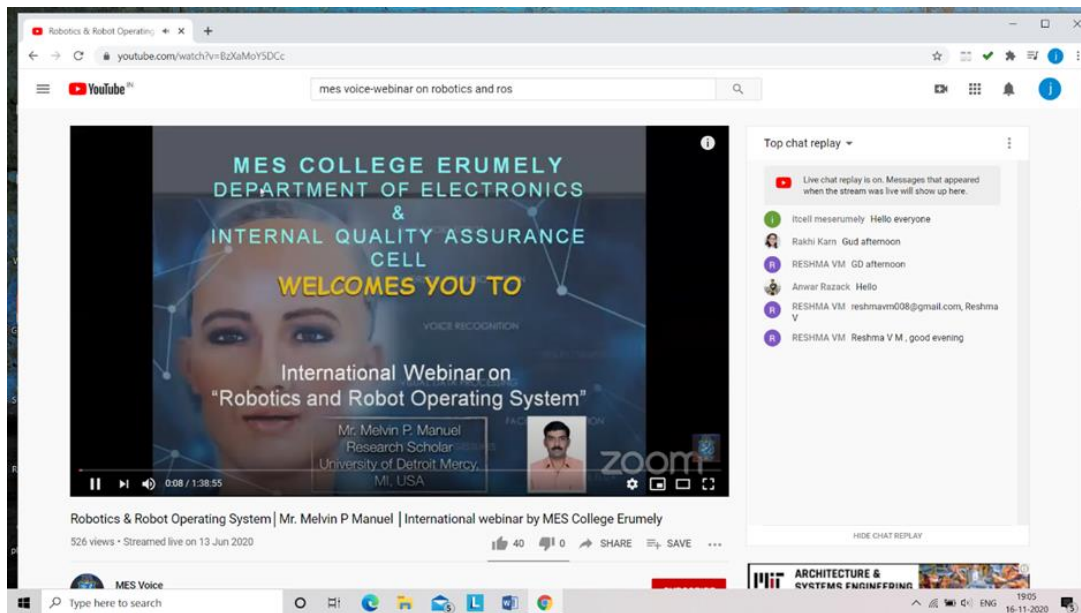 Robotics & Robot Operating
youtube.com/watch?v=BzXaMoYSDCc
YouTube IN
mes voice-webinar on robotics and ros
j
MES COLLEGE ERUMELY
DEPARTMENT OF ELECTRONICS
&
INTERNAL QUALITY ASSURANCE
CELL
WELCOMES YOU TO
VOICE RECOGNITION
International Webinar on
“Robotics and Robot Operating System”
Mr. Melvin P. Manuel
Research Scholar
University of Detroit Mercy,
MI, USA
zoom
0:08 / 1:38:55
Top chat replay
Live chat replay is on. Messages that appeared
when the stream was live will show up here.
itcell meserumely Hello everyone
Rakhi Karn Gud afternoon
RESHMA VM GD afternoon
Anwar Razack Hello
RESHMA VM reshmavm008@gmail.com, Reshma
V
RESHMA VM Reshma V M , good evening
HIDE CHAT REPLAY
Robotics & Robot Operating System| Mr. Melvin P Manuel |International webinar by MES College Erumely
526 views • Streamed live on 13 Jun 2020
40
0
SHARE
SAVE
MES Voice
MIT
ARCHITECTURE &
SYSTEMS ENGINEERING
Type here to search
ENG
19:05
16-11-2020